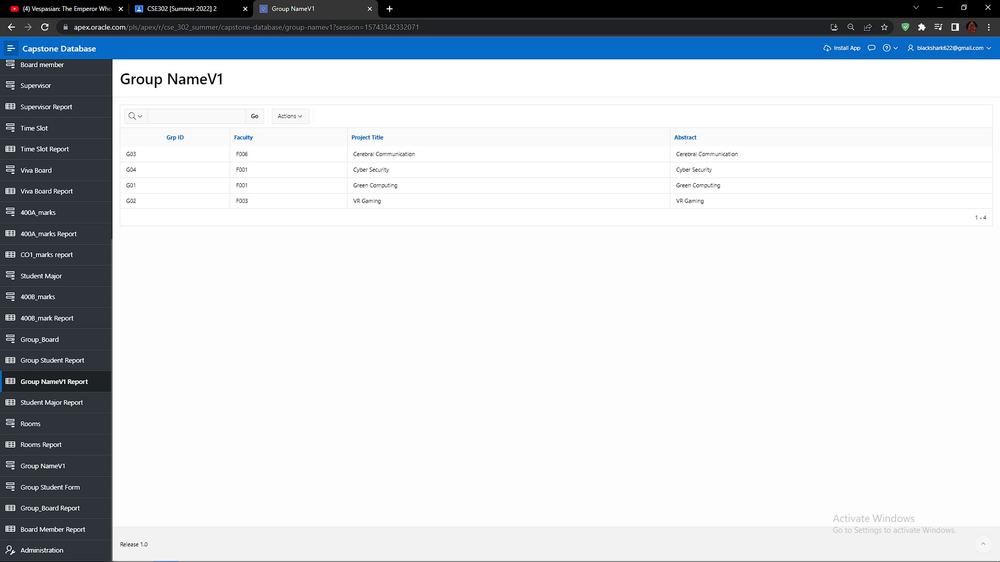 (4) Vespasian: The Emperor Who
CSE302 [Summer 2022] 2
Group NameV1
apex.oracle.com/pls/apex/r/cse_302_summer/capstone-database/group-namev1?session=15743342332071
Capstone Database
Install App
blackshark622@gmail.com
Board member
Supervisor
Supervisor Report
Time Slot
Time Slot Report
Viva Board
Viva Board Report
400A_marks
400A_marks Report
CO1_marks report
Student Major
400B_marks
400B_mark Report
Group_Board
Group Student Report
Group NameV1 Report
Student Major Report
Rooms
Rooms Report
Group NameV1
Group Student Form
Group_Board Report
Board Member Report
Administration
Group NameV1
Go
Actions
Grp ID Faculty Project Title Abstract
G03 F006 Cerebral Communication Cerebral Communication
G04 F001 Cyber Security Cyber Security
G01 F001 Green Computing Green Computing
G02 F003 VR Gaming VR Gaming
1 - 4
Activate Windows
Go to Settings to activate Windows.
Release 1.0